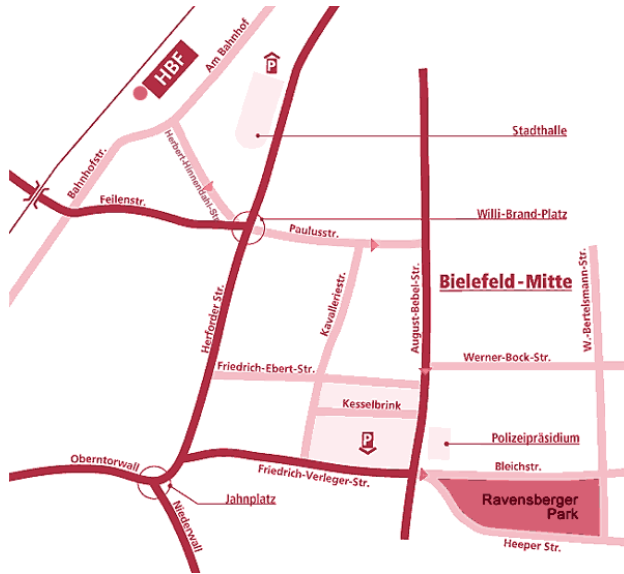 Am Bahnhof
HBF
P
Stadthalle
Bahnhofstr.
Herbert-Hinnendahl-Str.
Feilenstr.
Willi-Brand-Platz
Paulusstr.
Herforder Str.
Kavalleriestr.
August-Bebel-Str.
Bielefeld-Mitte
W.-Bertelsmann-Str.
Friedrich-Ebert-Str.
Werner-Bock-Str.
Kesselbrink
P
Polizeipräsidium
Oberntorwall
Friedrich-Verleger-Str.
Bleichstr.
Jahnplatz
Niederwall
Ravensberger
Park
Heeper Str.